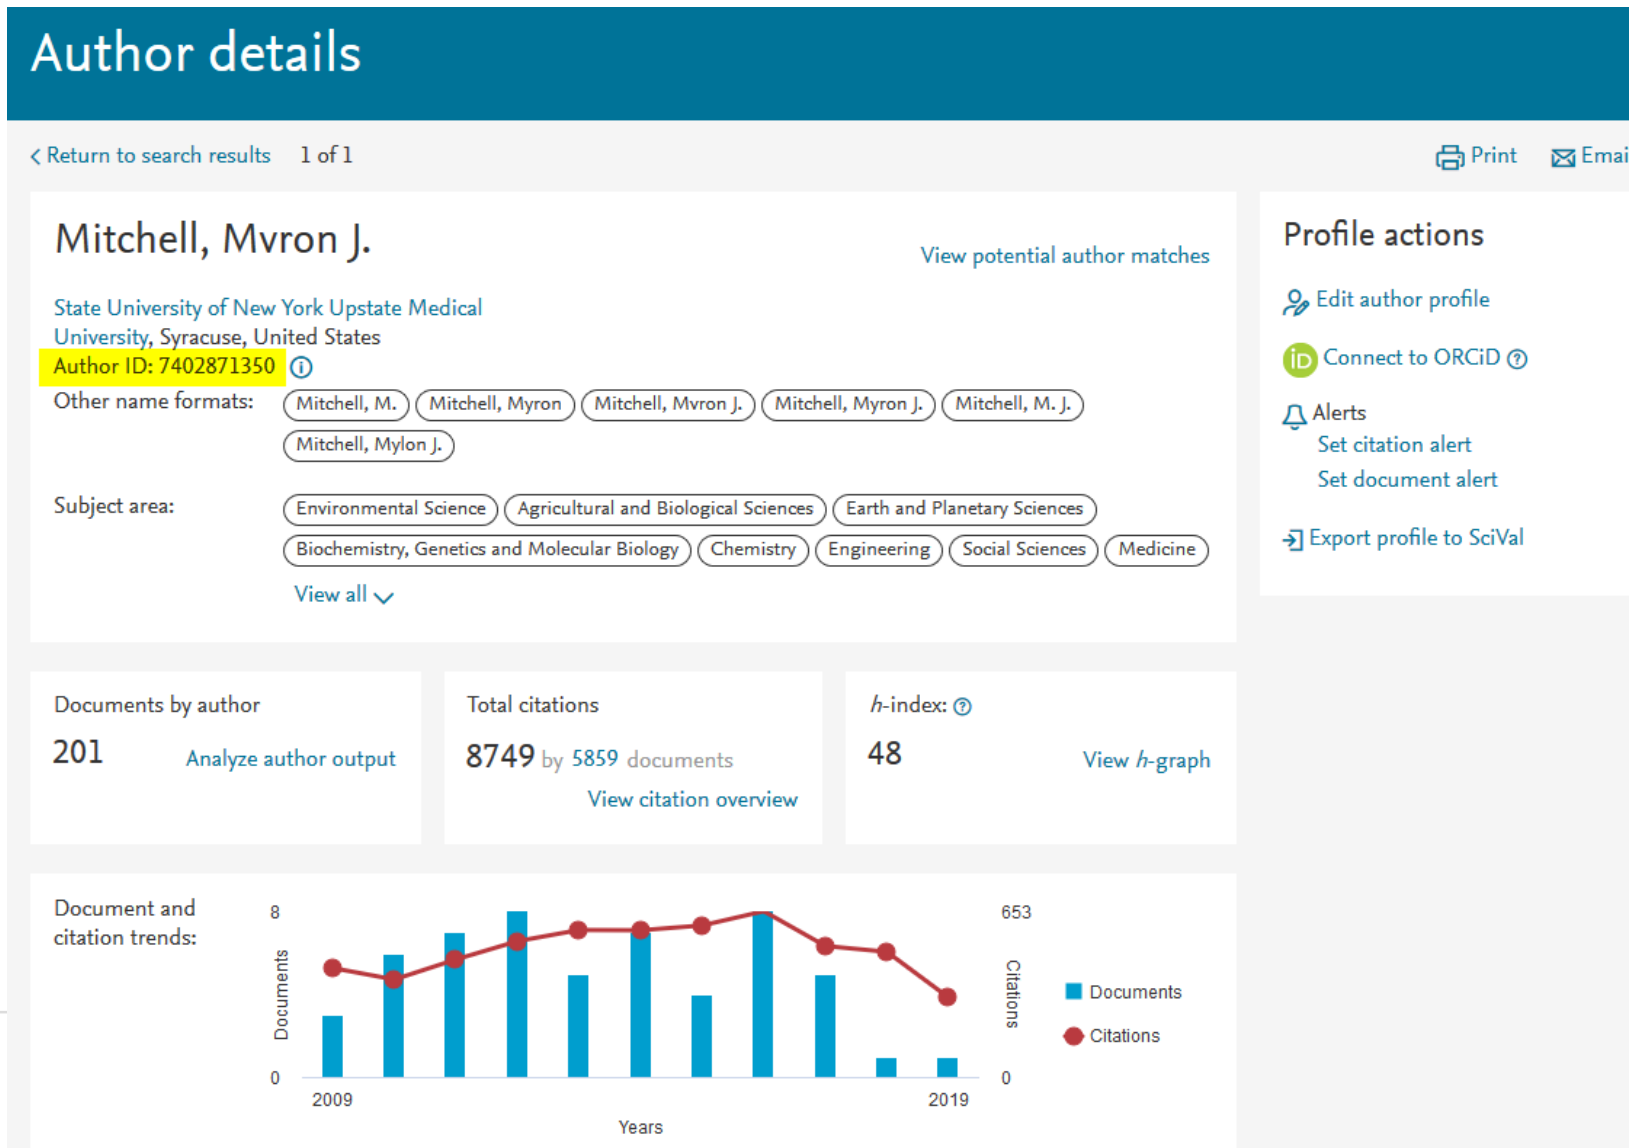 Author details
Return to search results 1 of 1
Print
Emai
Mitchell, Mvron J.
View potential author matches
State University of New York Upstate Medical
University, Syracuse, United States
Author ID: 7402871350
Other name formats:
Mitchell, M. Mitchell, Myron Mitchell, Mvron J. Mitchell, Myron J. Mitchell, M. J.
Mitchell, Mylon J.
Subject area:
Environmental Science Agricultural and Biological Sciences Earth and Planetary Sciences
Biochemistry, Genetics and Molecular Biology Chemistry Engineering Social Sciences Medicine
View all
Profile actions
Edit author profile
iD Connect to ORCiD ?
Alerts
Set citation alert
Set document alert
Export profile to SciVal
Documents by author
201 Analyze author output
Total citations
8749 by 5859 documents
View citation overview
h-index: ?
48 View h-graph
Document and
citation trends:
8
Documents
0
2009
2019
Years
653
Citations
0
Documents
Citations